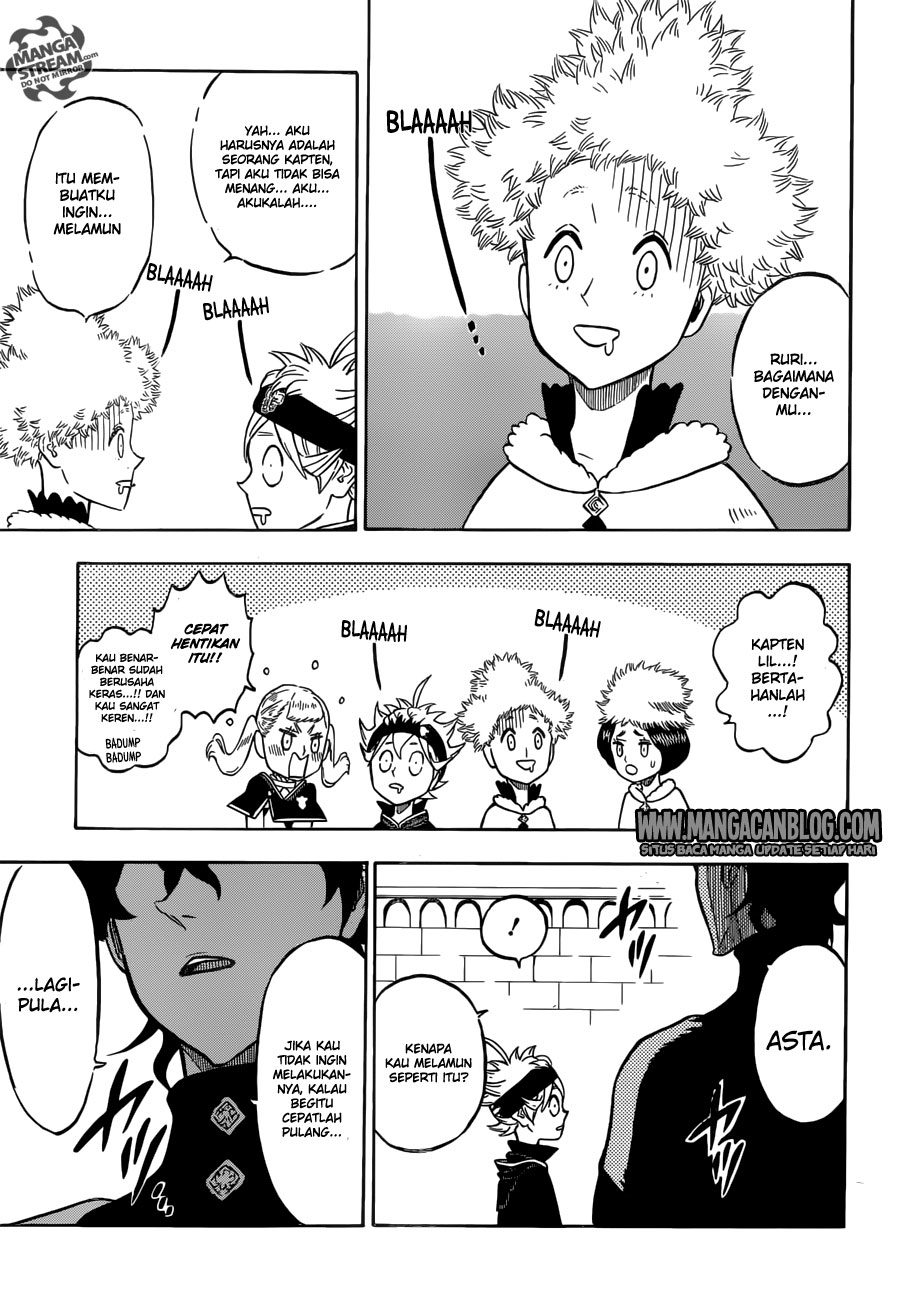 MANGA
STREAM.com
DO NOT MIRROR
BLAAAAH
RURI...
BAGAIMANA
DENGAN-
MU...
YAH... AKU
HARUSNYA ADALAH
SEORANG KAPTEN,
TAPI AKU TIDAK BISA
MENANG... AKU...
AKUKALAH....
ITU MEM-
BUATKU
INGIN...
MELAMUN
BLAAAAH
BLAAAAH
KAPTEN
LIL...!
BERTA-
HANLAH
...!
BLAAAAH
BLAAAAH
CEPAT
HENTIKAN
ITU!!
KAU BENAR-
BENAR SUDAH
BERUSAHA
KERAS...!! DAN
KAU SANGAT
KEREN...!!
BADUMP
BADUMP
WWW.MANGACANBLOG.COM
SITUS BACA MANGA UPDATE SETIAP HARI
ASTA.
!
KENAPA
KAU MELAMUN
SEPERTI ITU?
JIKA KAU
TIDAK INGIN
MELAKUKAN-
NYA, KALAU
BEGITU
CEPATLAH
PULANG...
...LAGI-
PULA...